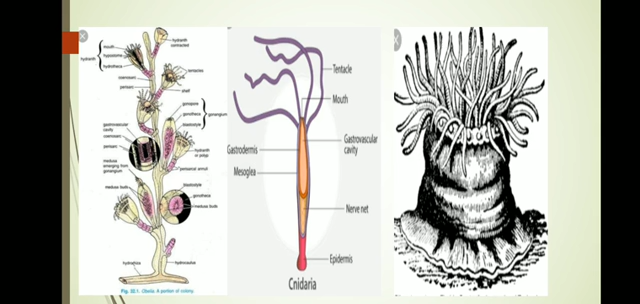 hydranth
contracted
mouth
hypostome
hydranth
hydrotheca
tentacles
coenosarc
perisarc
shelf
gonopore
gonotheca
gonangium
blastostyle
gastrovascular
cavity
coenosarc
perisarc
hydranth
or polyp
medusa
emerging from
gonangium
perisarcal annuli
medusa buds
blastostyle
gonotheca
medusa buds
hydrorhiza
hydrocaulus
Fig. 32.1. Obelia. A portion of colony.
Tentacle
Mouth
Gastrovascular
cavity
Gastrodermis
Mesoglea
Nerve net
Epidermis
Cnidaria